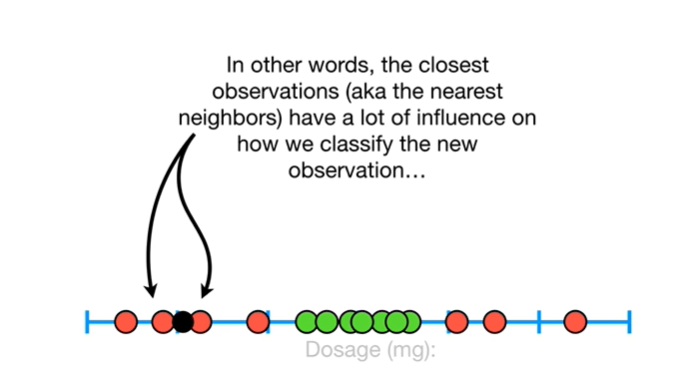 In other words, the closest
observations (aka the nearest
neighbors) have a lot of influence on
how we classify the new
observation…
Dosage (mg):